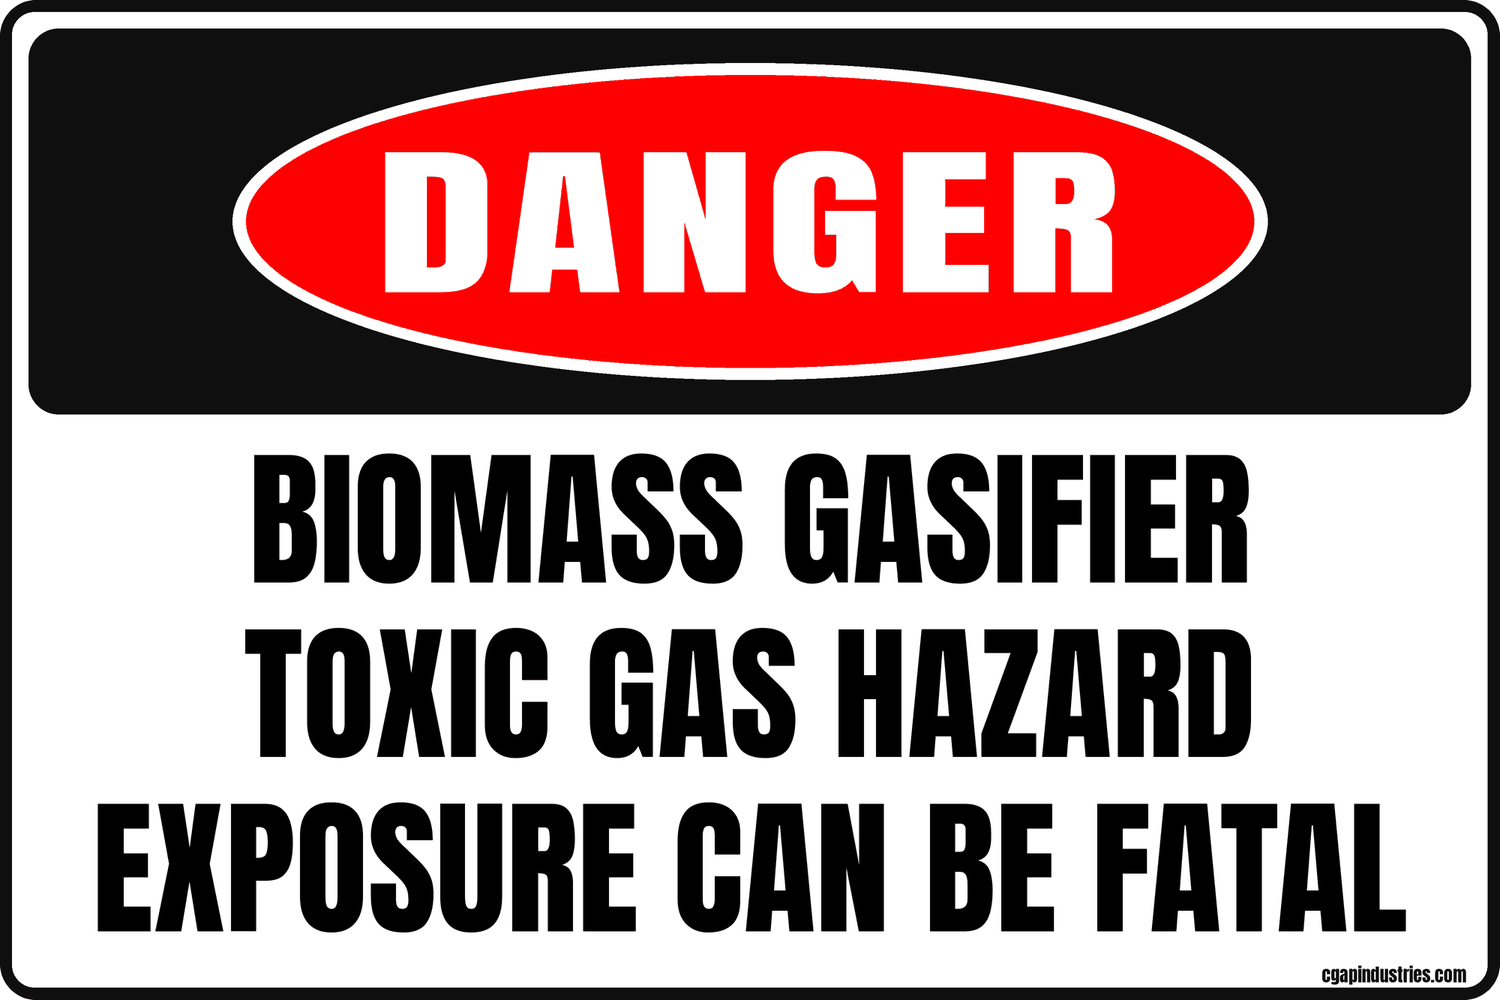 DANGER
BIOMASS GASIFIER
TOXIC GAS HAZARD
EXPOSURE CAN BE FATAL
cgapindustries.com